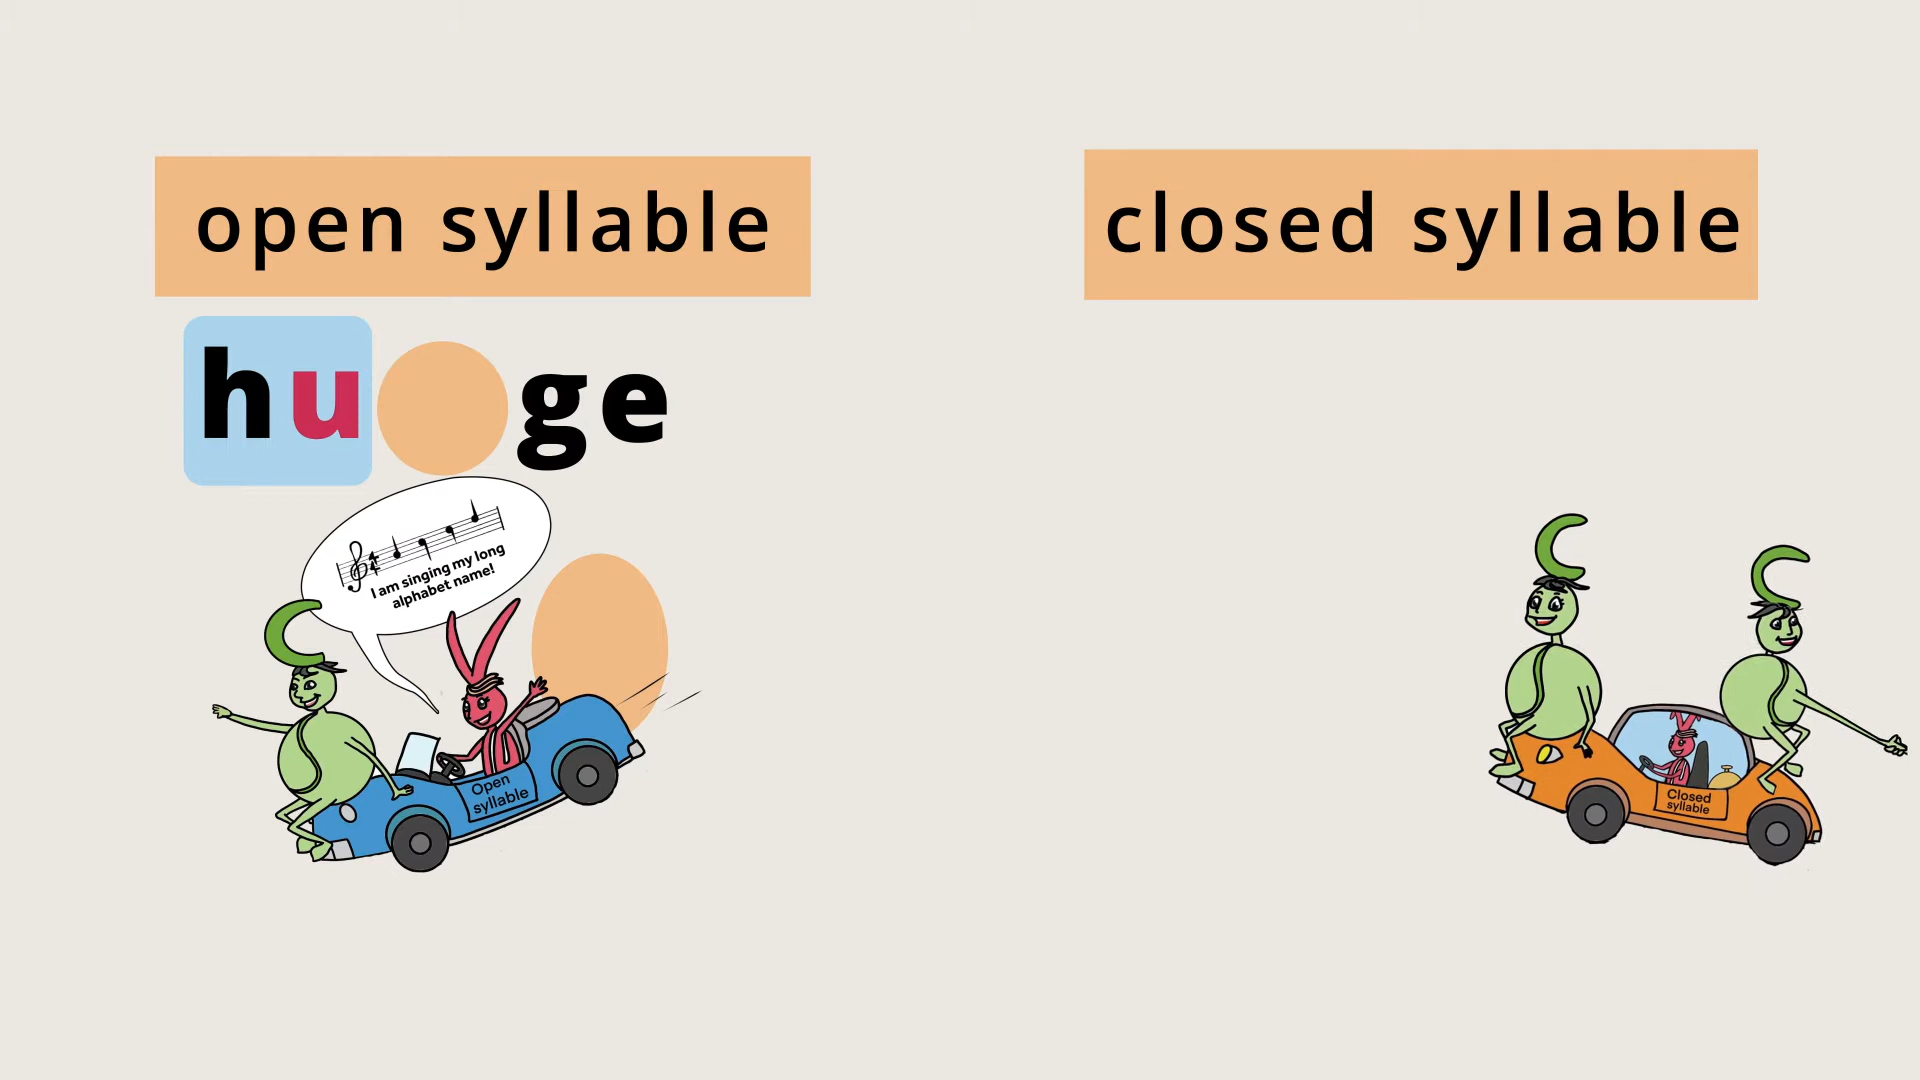 open syllable
closed syllable
hu ge
I am singing my long
alphabet name!
Open
syllable
Closed
syllable